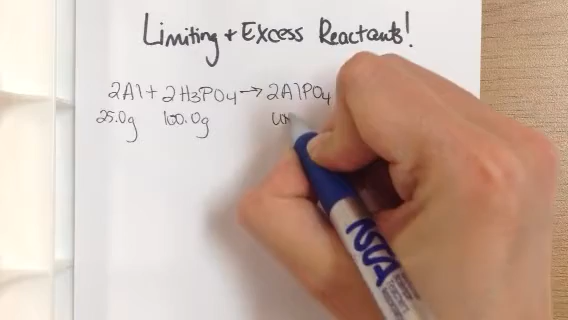 Limiting + Excess Reactants!
2Al + 2H3PO4 → 2AlPO4
25.0g 100.0g